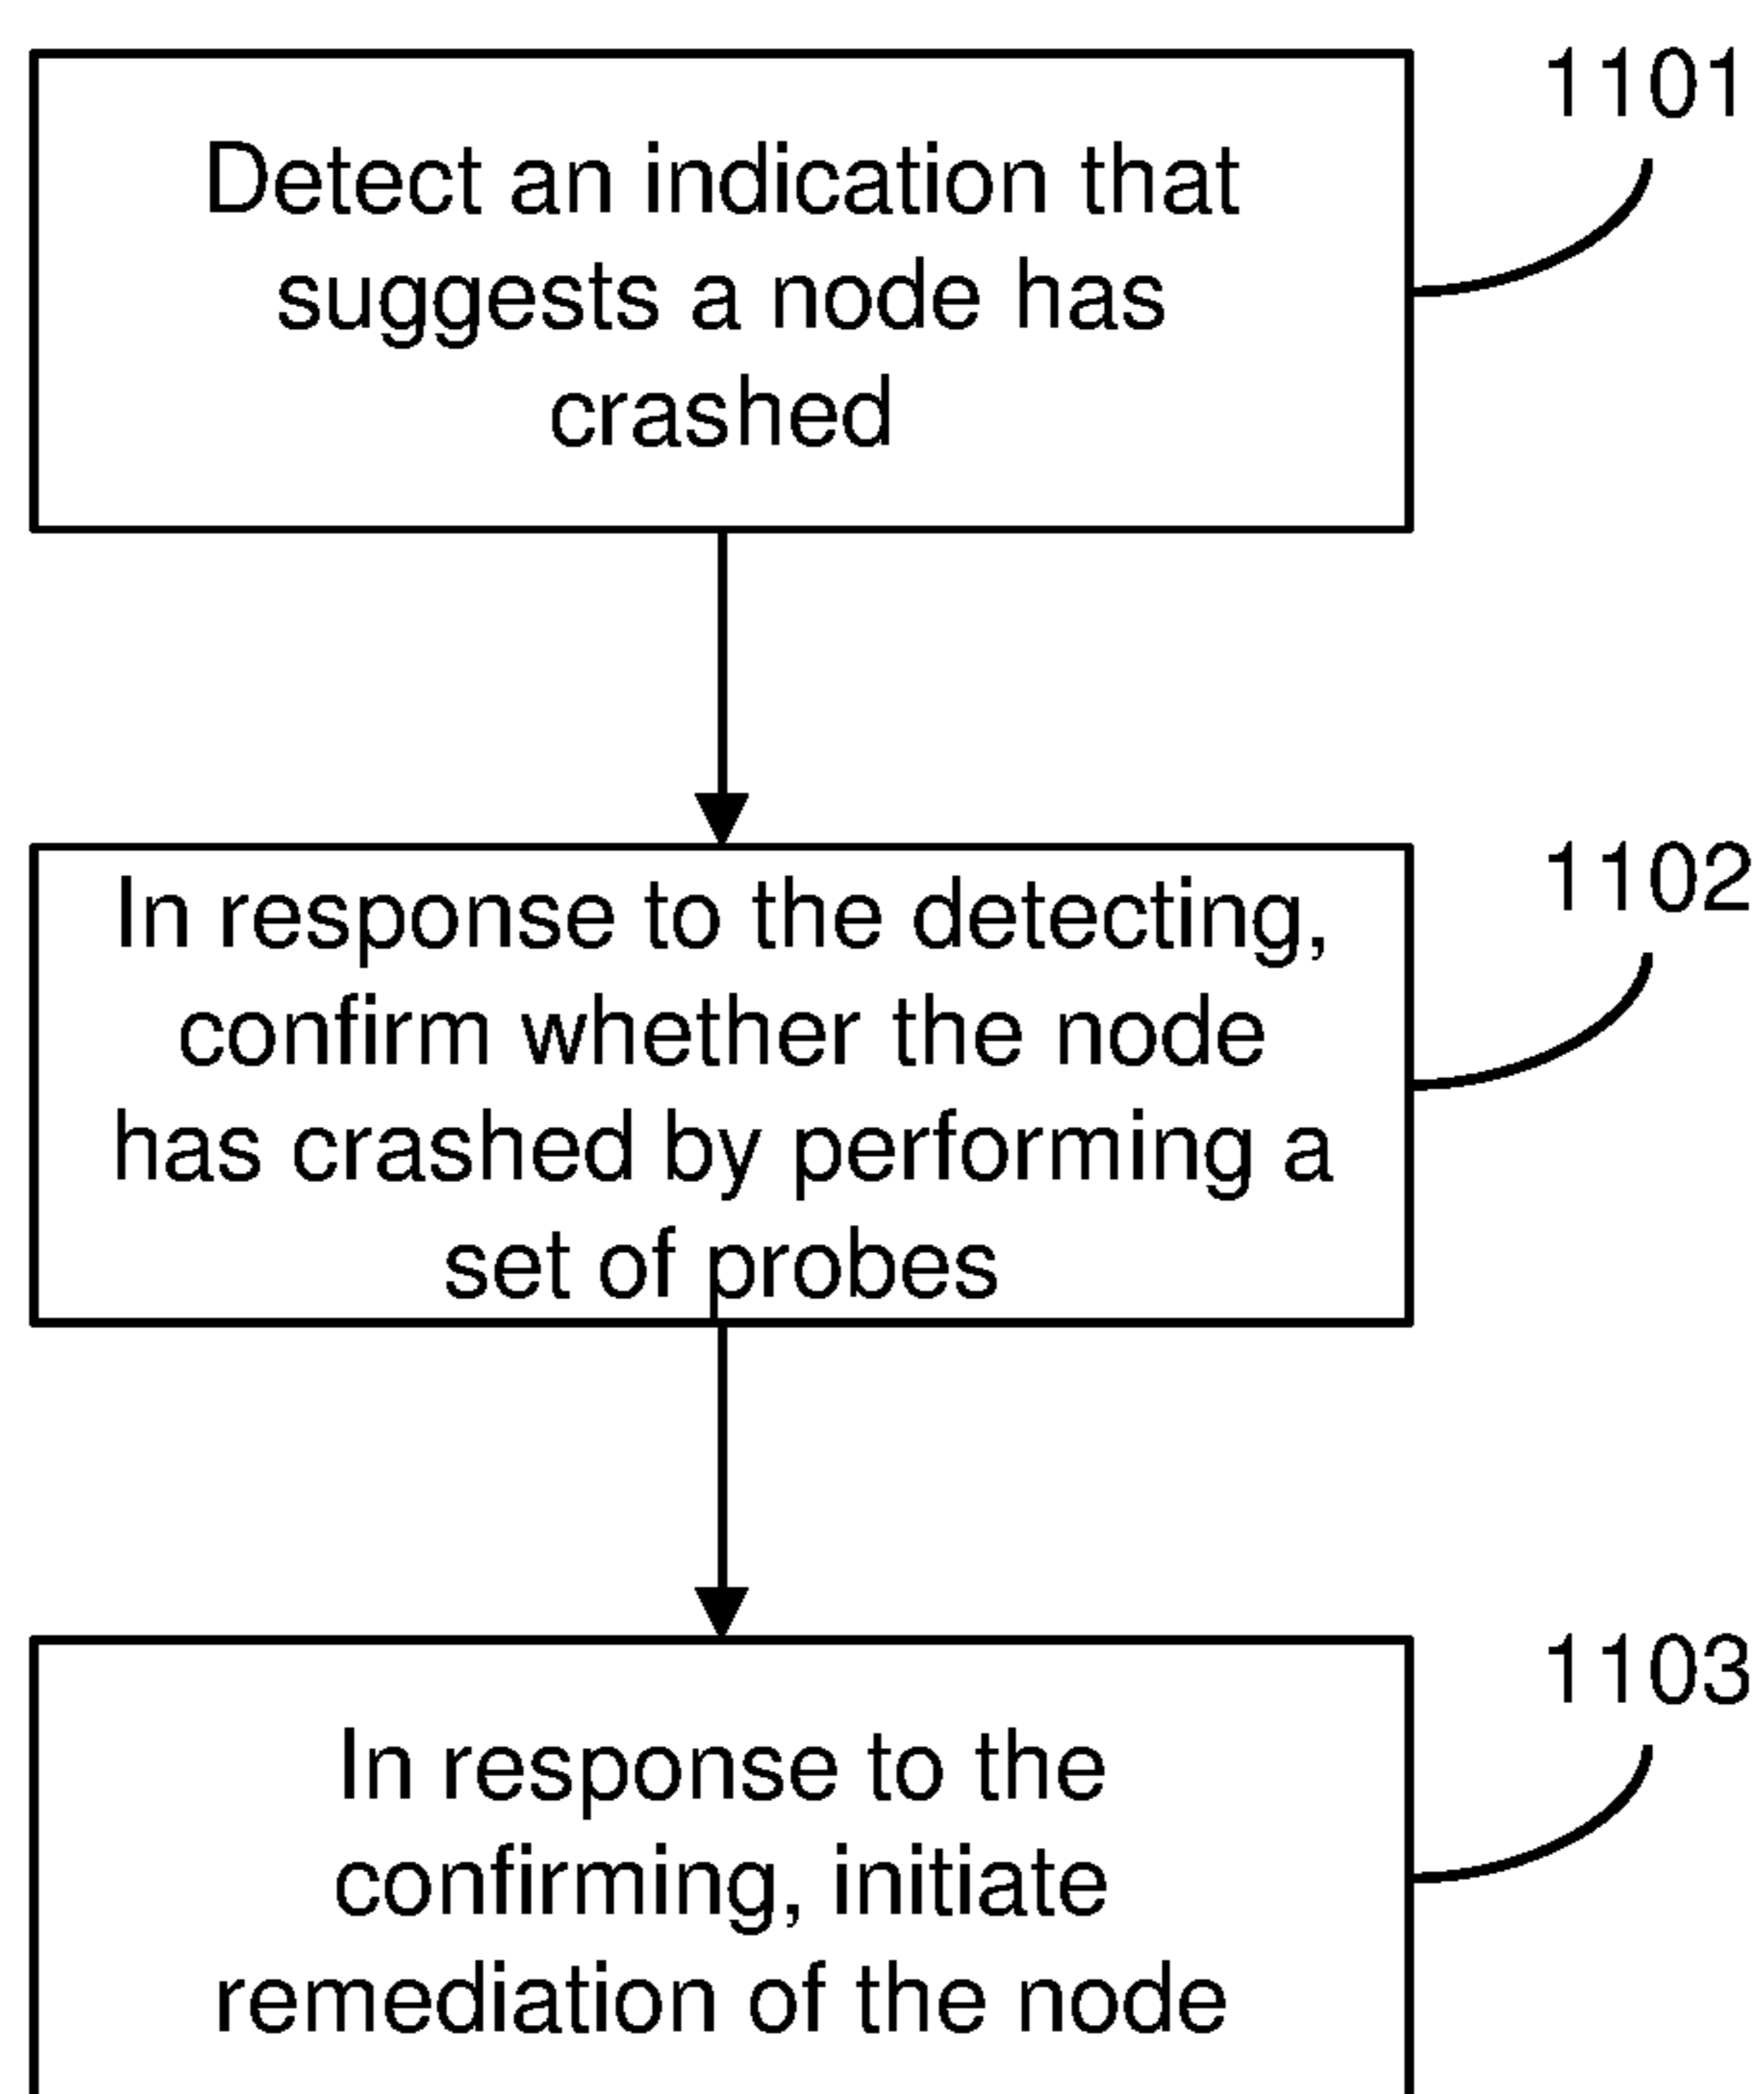 1101
Detect an indication that
suggests a node has
crashed
1102
In response to the detecting,
confirm whether the node
has crashed by performing a
set of probes
1103
In response to the
confirming, initiate
remediation of the node